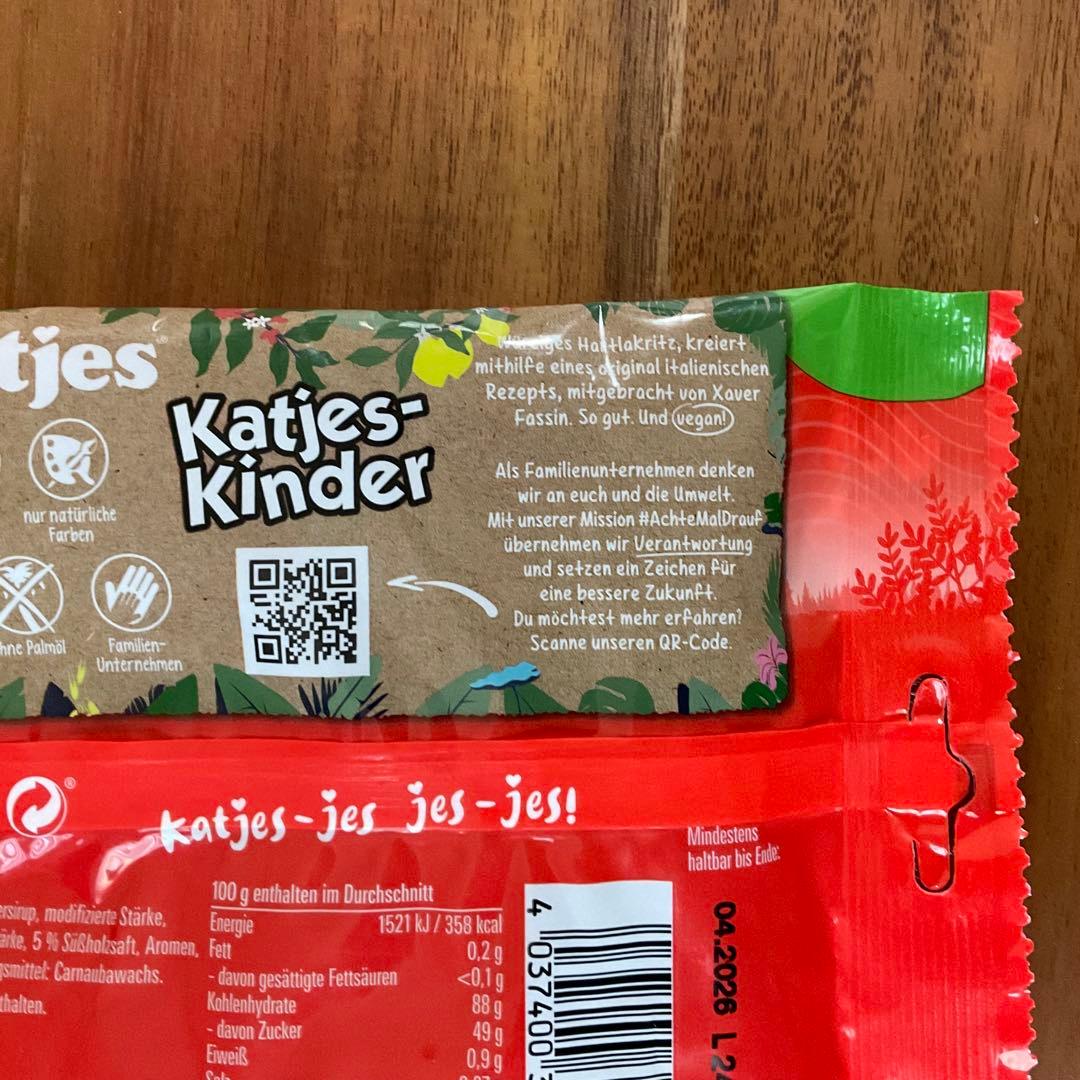 tjes
Würziges Hartlakritz, kreiert
mithilfe eines original italienischen
Rezepts, mitgebracht von Xaver
Fassin. So gut. Und vegan!
Katjes-
Kinder
nur natürliche
Farben
hne Palmöl
Familien-
Unternehmen
Als Familienunternehmen denken
wir an euch und die Umwelt.
Mit unserer Mission #AchteMalDrauf
übernehmen wir Verantwortung
und setzen ein Zeichen für
eine bessere Zukunft.
Du möchtest mehr erfahren?
Scanne unseren QR-Code.
katjes-jes jes-jes!
Mindestens
haltbar bis Ende:
04.2026 L 24
ersirup, modifizierte Stärke,
ärke, 5 % Süßholzsaft, Aromen,
gsmittel: Carnaubawachs.
thalten.
100 g enthalten im Durchschnitt
Energie 1521 kJ / 358 kcal
Fett 0,2 g
- davon gesättigte Fettsäuren <0,1 g
Kohlenhydrate 88 g
- davon Zucker 49 g
Eiweiß 0,9 g
4 037400